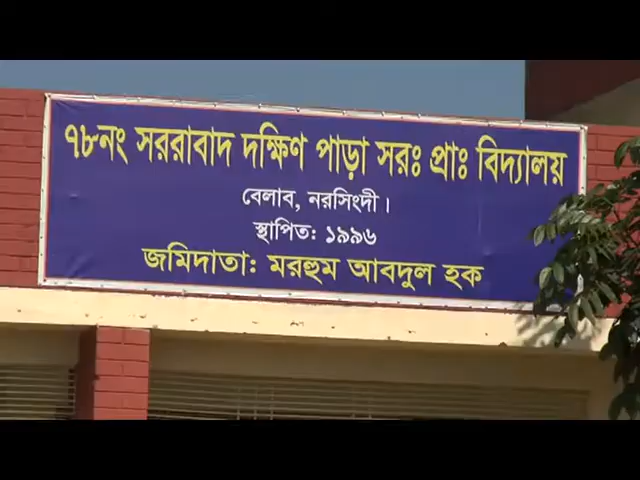 ৭৮নং সররাবাদ দক্ষিণ পাড়া সরঃ প্রাঃ বিদ্যালয়
বেলাব, নরসিংদী।
স্থাপিত: ১৯৯৬
জমিদাতা: মরহুম আবদুল হক